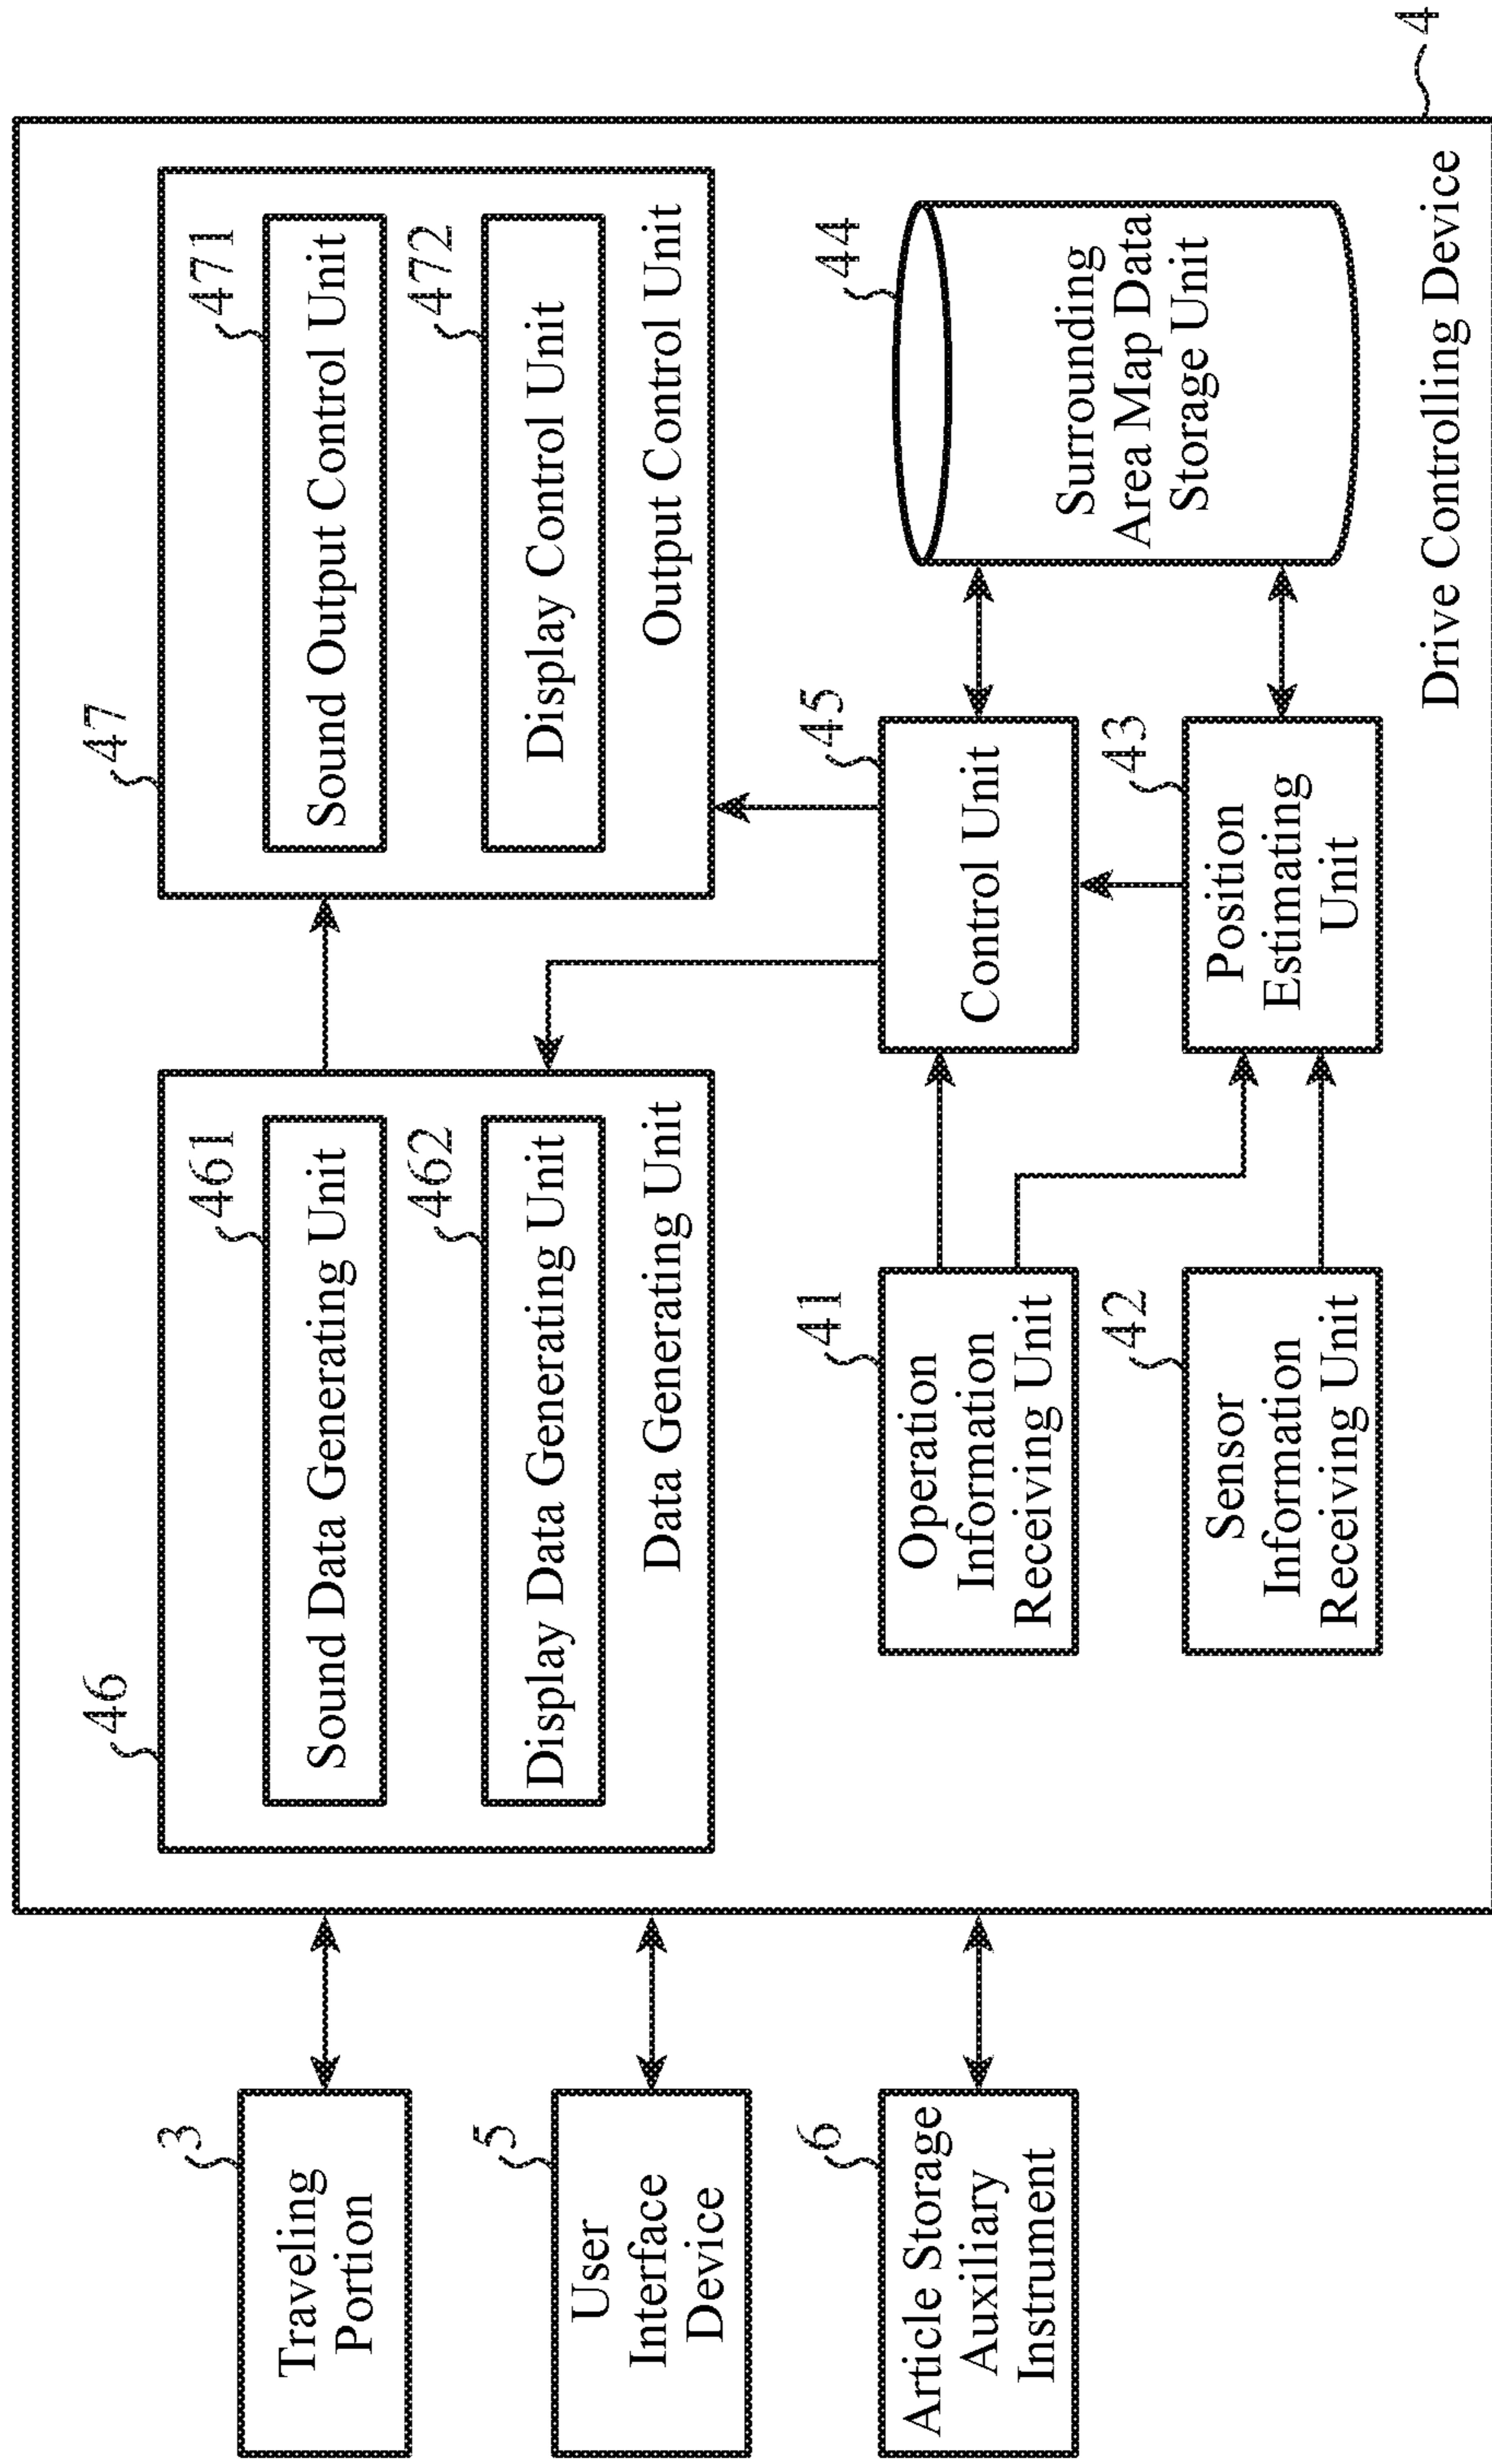 3
Traveling
Portion
5
User
Interface
Device
6
Article Storage
Auxiliary
Instrument
46
461
Sound Data Generating Unit
462
Display Data Generating Unit
Data Generating Unit
47
471
Sound Output Control Unit
472
Display Control Unit
Output Control Unit
41
Operation
Information
Receiving Unit
42
Sensor
Information
Receiving Unit
45
Control Unit
43
Position
Estimating
Unit
44
Surrounding
Area Map Data
Storage Unit
Drive Controlling Device
4